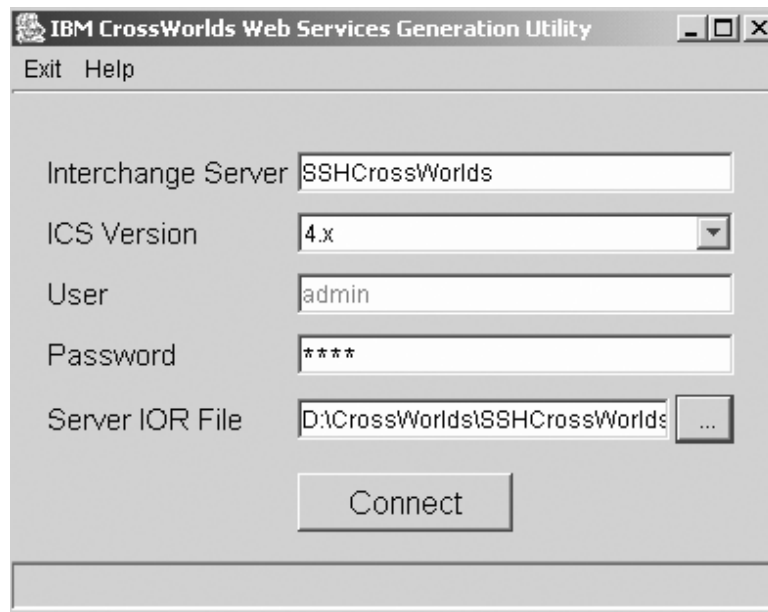 IBM CrossWorlds Web Services Generation Utility
Exit Help
Interchange Server SSHCrossWorlds
ICS Version 4.x
User admin
Password ****
Server IOR File D:\CrossWorlds\SSHCrossWorlds ...
Connect